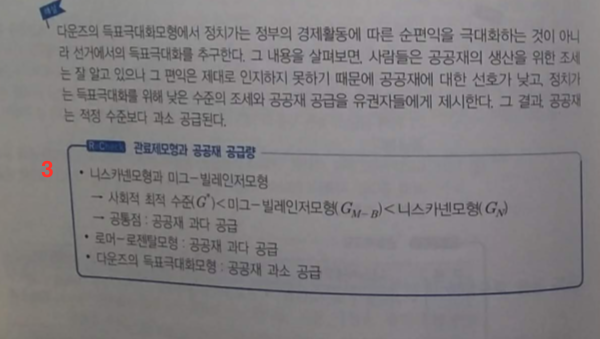 해설
다운즈의 득표극대화모형에서 정치가는 정부의 경제활동에 따른 순편익을 극대화하는 것이 아니
라 선거에서의 득표극대화를 추구한다. 그 내용을 살펴보면, 사람들은 공공재의 생산을 위한 조세
는 잘 알고 있으나 그 편익은 제대로 인지하지 못하기 때문에 공공재에 대한 선호가 낮고, 정치가
는 득표극대화를 위해 낮은 수준의 조세와 공공재 공급을 유권자들에게 제시한다. 그 결과, 공공재
는 적정 수준보다 과소 공급된다.
관료제모형과 공공재 공급량
3
• 니스카넨모형과 미그-빌레인저모형
→ 사회적 최적 수준(G*)<미그-빌레인저모형(G_{M-B})<니스카넨모형(G_N)
→ 공통점 : 공공재 과다 공급
• 로머-로젠탈모형 : 공공재 과다 공급
• 다운즈의 득표극대화모형 : 공공재 과소 공급